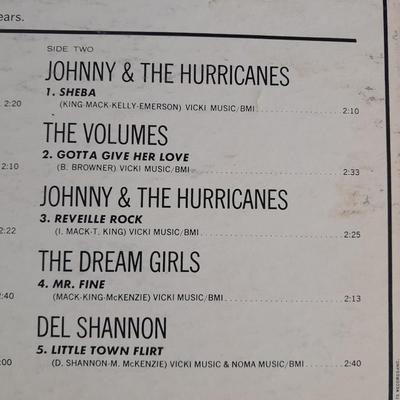 ears.
SIDE TWO
JOHNNY & THE HURRICANES
1. SHEBA
2:20 (KING-MACK-KELLY-EMERSON) VICKI MUSIC/BMI 2:10
THE VOLUMES
2. GOTTA GIVE HER LOVE
2:10 (B. BROWNER) VICKI MUSIC/BMI 2:33
JOHNNY & THE HURRICANES
3. REVEILLE ROCK
2:22 (I. MACK-T. KING) VICKI MUSIC/BMI 2:25
THE DREAM GIRLS
4. MR. FINE
2:40 (MACK-KING-McKENZIE) VICKI MUSIC/BMI 2:13
DEL SHANNON
5. LITTLE TOWN FLIRT
:00 (D. SHANNON-M. McKENZIE) VICKI MUSIC & NOMA MUSIC/BMI 2:40